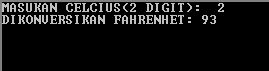 MASUKAN CELCIUS(2 DIGIT):  2
DIKONVERSIKAN FAHRENHET: 93